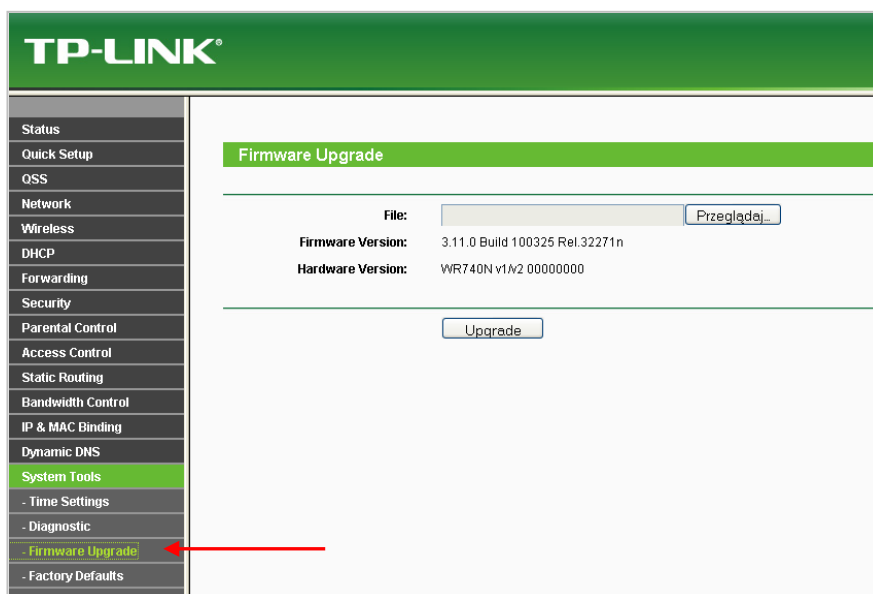 TP-LINK®
Status
Quick Setup
QSS
Network
Wireless
DHCP
Forwarding
Security
Parental Control
Access Control
Static Routing
Bandwidth Control
IP & MAC Binding
Dynamic DNS
System Tools
- Time Settings
- Diagnostic
- Firmware Upgrade
- Factory Defaults
Firmware Upgrade
File: Przeglądaj...
Firmware Version: 3.11.0 Build 100325 Rel.32271n
Hardware Version: WR740N v1/v2 00000000
Upgrade